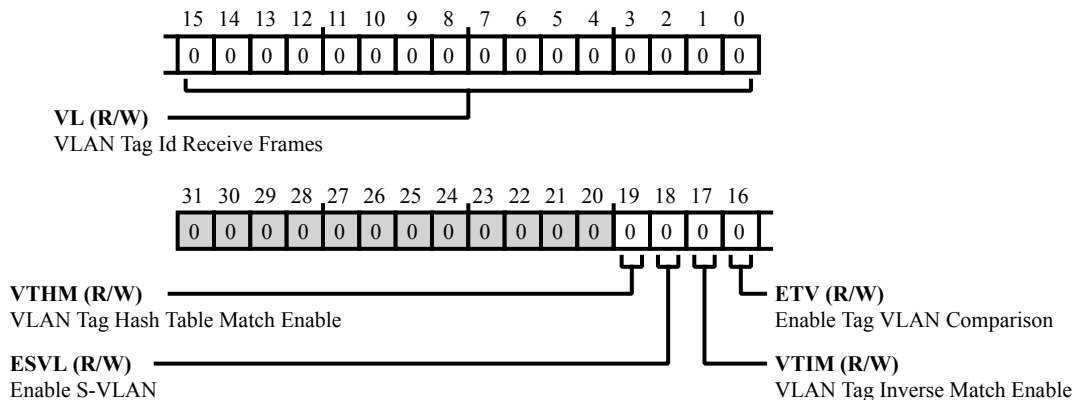 15 14 13 12 11 10 9 8 7 6 5 4 3 2 1 0
0 0 0 0 0 0 0 0 0 0 0 0 0 0 0 0
VL (R/W)
VLAN Tag Id Receive Frames
31 30 29 28 27 26 25 24 23 22 21 20 19 18 17 16
0 0 0 0 0 0 0 0 0 0 0 0 0 0 0 0
VTHM (R/W)
VLAN Tag Hash Table Match Enable
ETV (R/W)
Enable Tag VLAN Comparison
ESVL (R/W)
Enable S-VLAN
VTIM (R/W)
VLAN Tag Inverse Match Enable